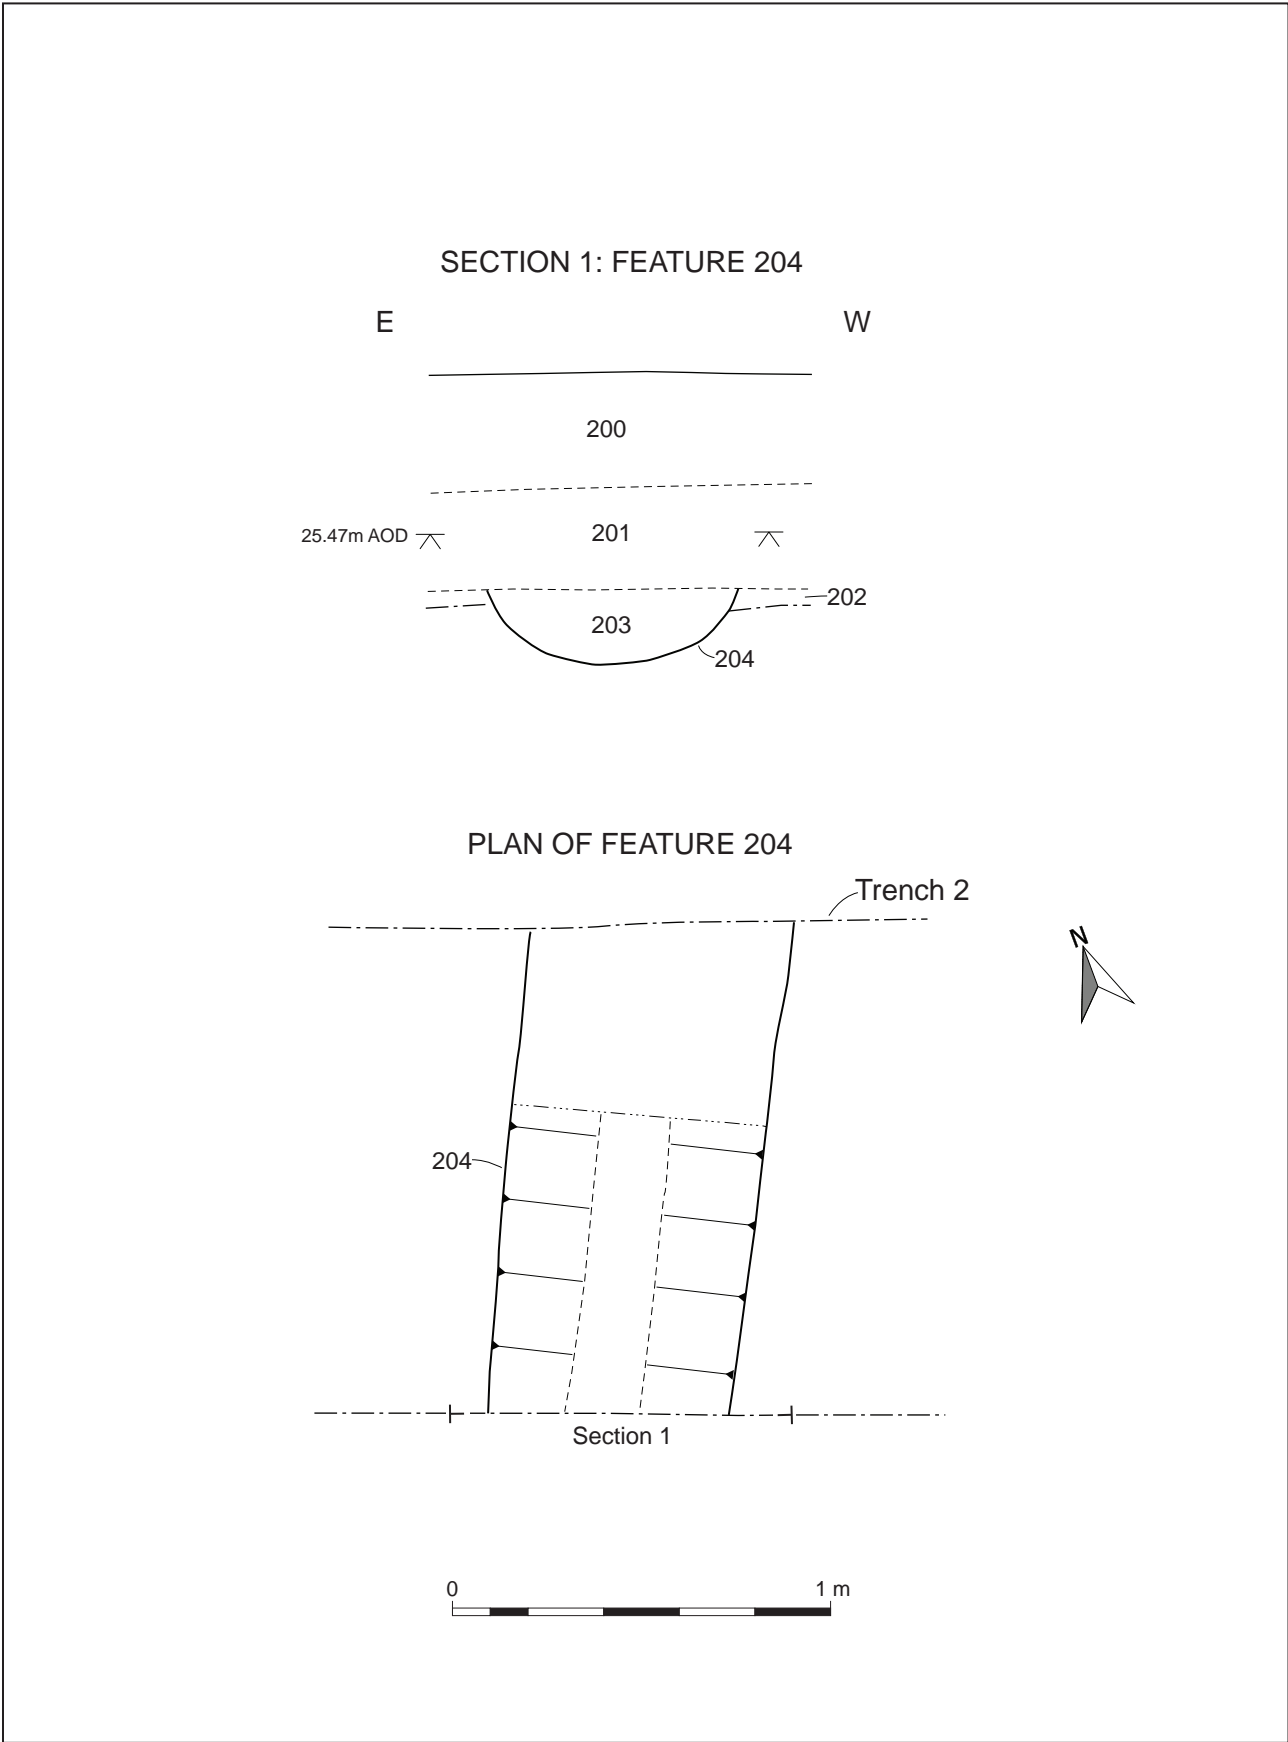 SECTION 1: FEATURE 204
E W
200
25.47m AOD 201
202
203
204
PLAN OF FEATURE 204
Trench 2
N
204
Section 1
0 1 m